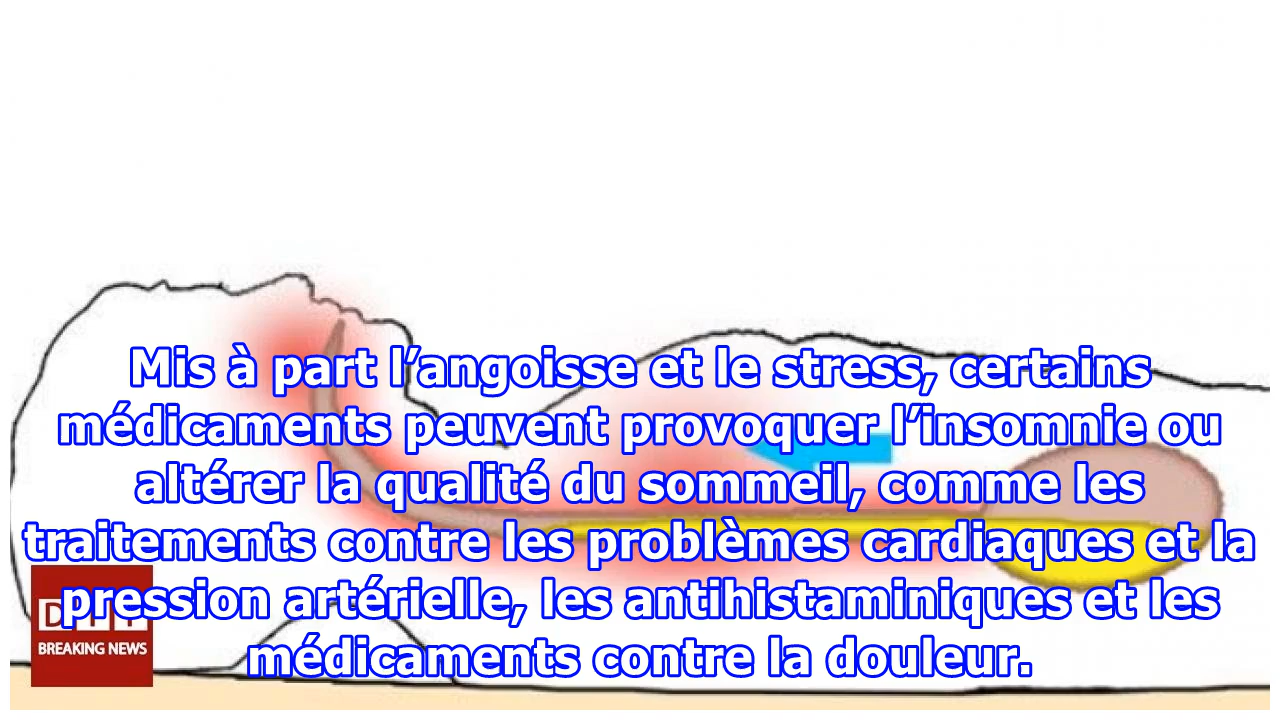 Mis à part l’angoisse et le stress, certains
médicaments peuvent provoquer l’insomnie ou
altérer la qualité du sommeil, comme les
traitements contre les problèmes cardiaques et la
pression artérielle, les antihistaminiques et les
médicaments contre la douleur.
BREAKING NEWS